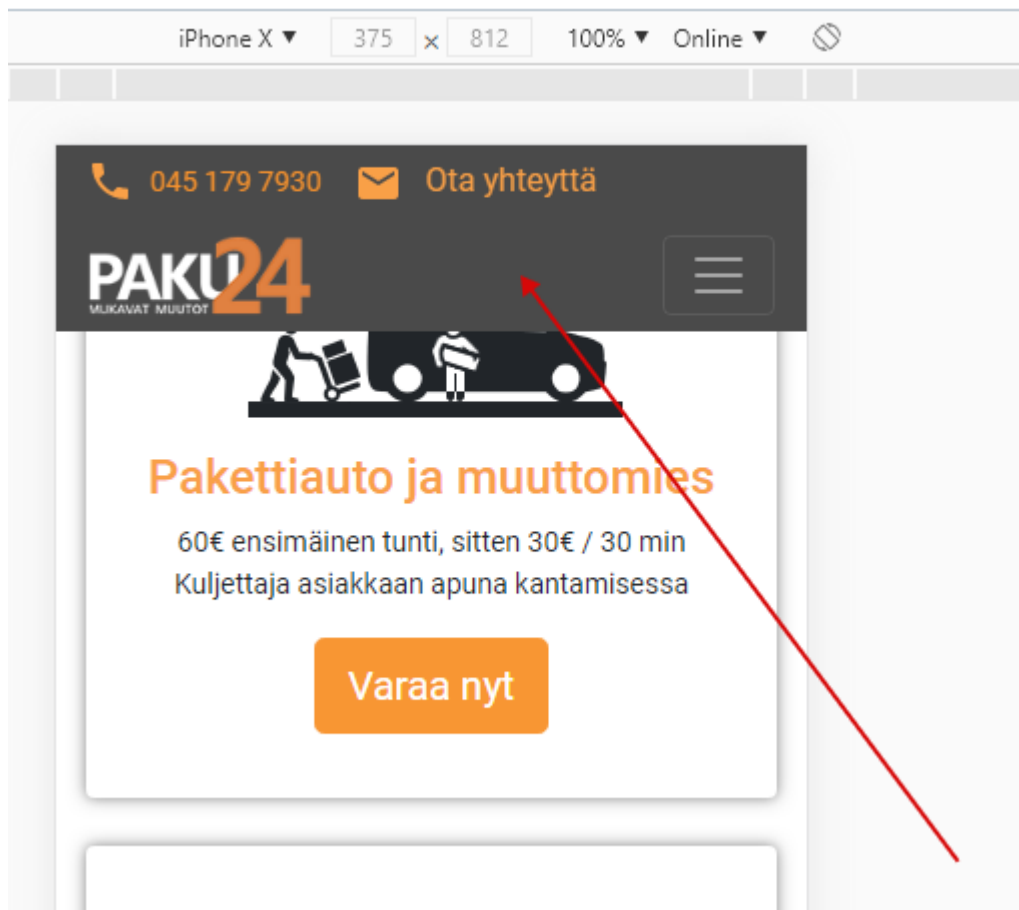 iPhone X ▼ 375 x 812 100% ▼ Online ▼
045 179 7930 Ota yhteyttä
PAKU24
MUKAVAT MUUTOT
Pakettiauto ja muuttomies
60€ ensimäinen tunti, sitten 30€ / 30 min
Kuljettaja asiakkaan apuna kantamisessa
Varaa nyt